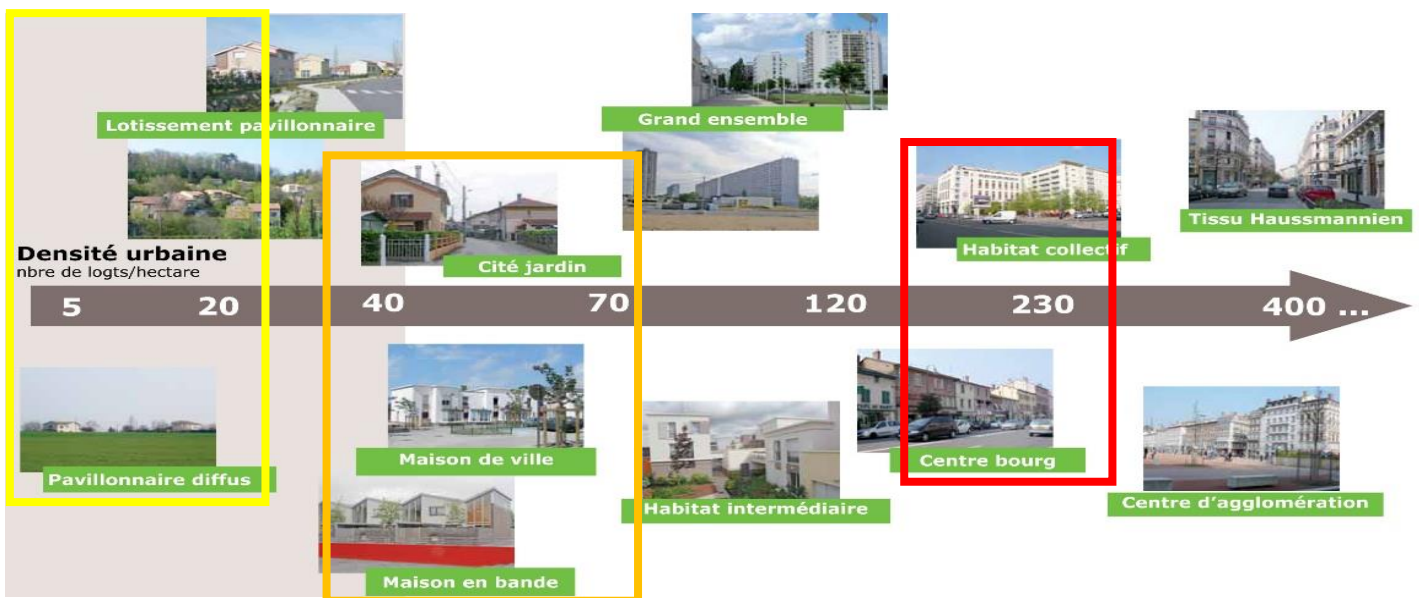 Lotissement pavillonnaire
Grand ensemble
Tissu Haussmannien
Densité urbaine
nbre de logts/hectare
Cité jardin
Habitat collectif
5 20 40 70 120 230 400 ...
Maison de ville
Centre bourg
Pavillonnaire diffus
Habitat intermédiaire
Centre d'agglomération
Maison en bande